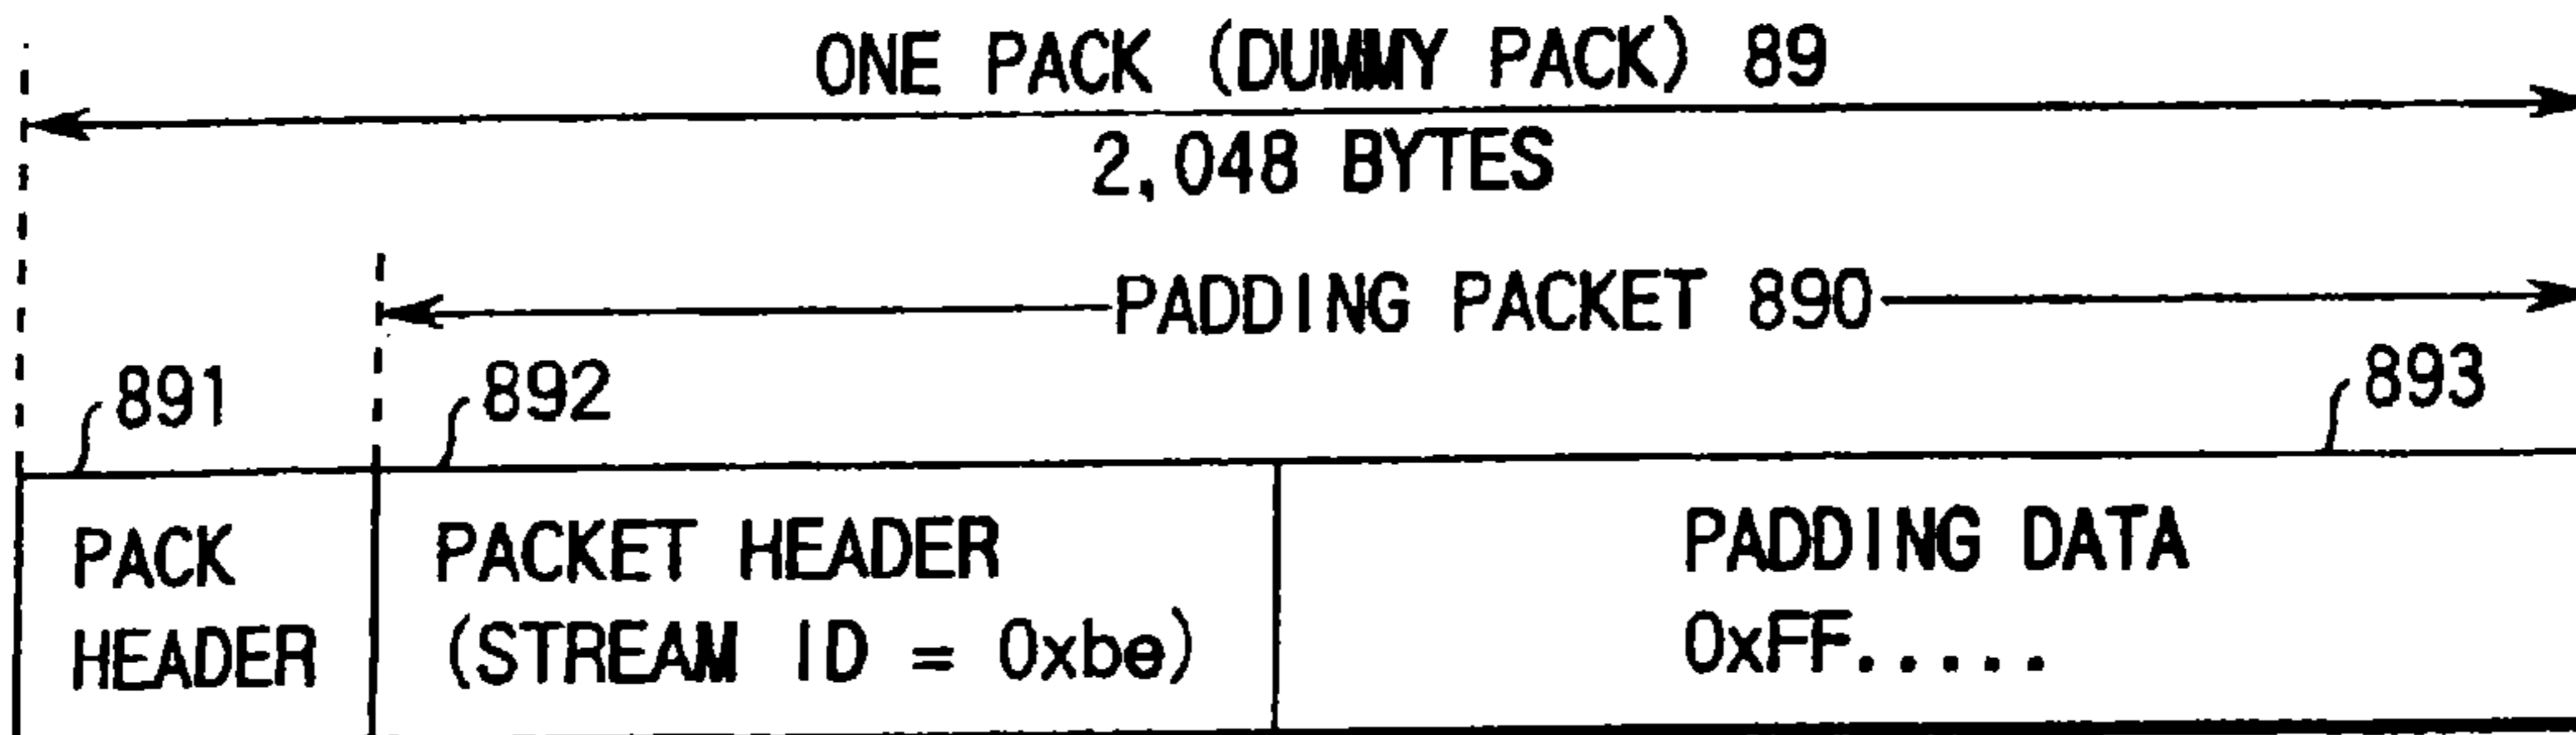 ONE PACK (DUMMY PACK) 89
2,048 BYTES
PADDING PACKET 890
891 892 893
PACK HEADER
PACKET HEADER
(STREAM ID = 0xbe)
PADDING DATA
0xFF.....